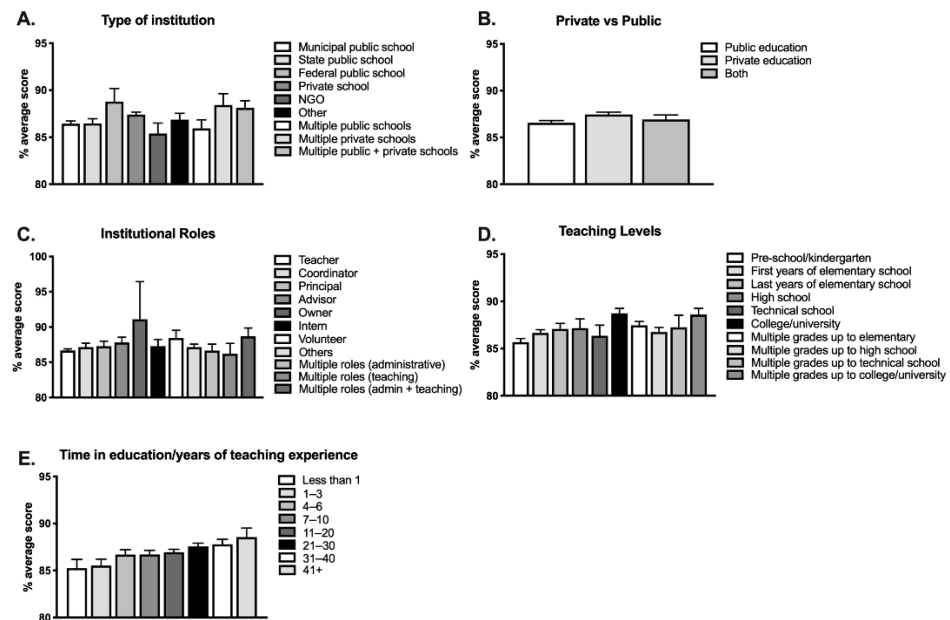 A.
Type of institution
% average score
95
90
85
80
Municipal public school
State public school
Federal public school
Private school
NGO
Other
Multiple public schools
Multiple private schools
Multiple public + private schools
B.
Private vs Public
% average score
95
90
85
80
Public education
Private education
Both
C.
Institutional Roles
% average score
100
95
90
85
80
Teacher
Coordinator
Principal
Advisor
Owner
Intern
Volunteer
Others
Multiple roles (administrative)
Multiple roles (teaching)
Multiple roles (admin + teaching)
D.
Teaching Levels
% average score
95
90
85
80
Pre-school/kindergarten
First years of elementary school
Last years of elementary school
High school
Technical school
College/university
Multiple grades up to elementary
Multiple grades up to high school
Multiple grades up to technical school
Multiple grades up to college/university
E.
Time in education/years of teaching experience
% average score
95
90
85
80
Less than 1
1–3
4–6
7–10
11–20
21–30
31–40
41+